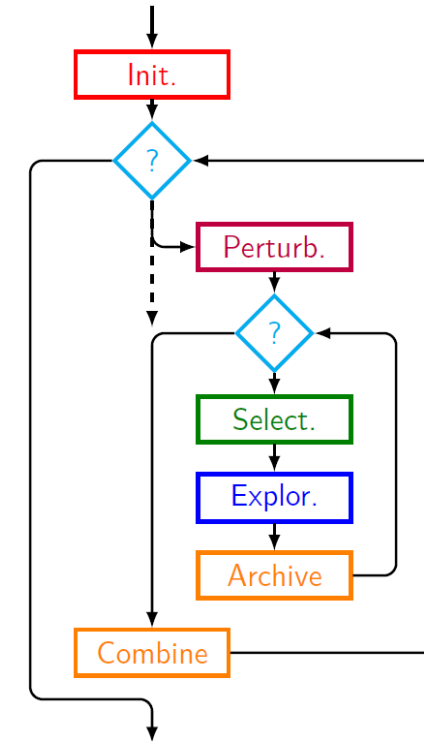 Init.
?
Perturb.
?
Select.
Explor.
Archive
Combine